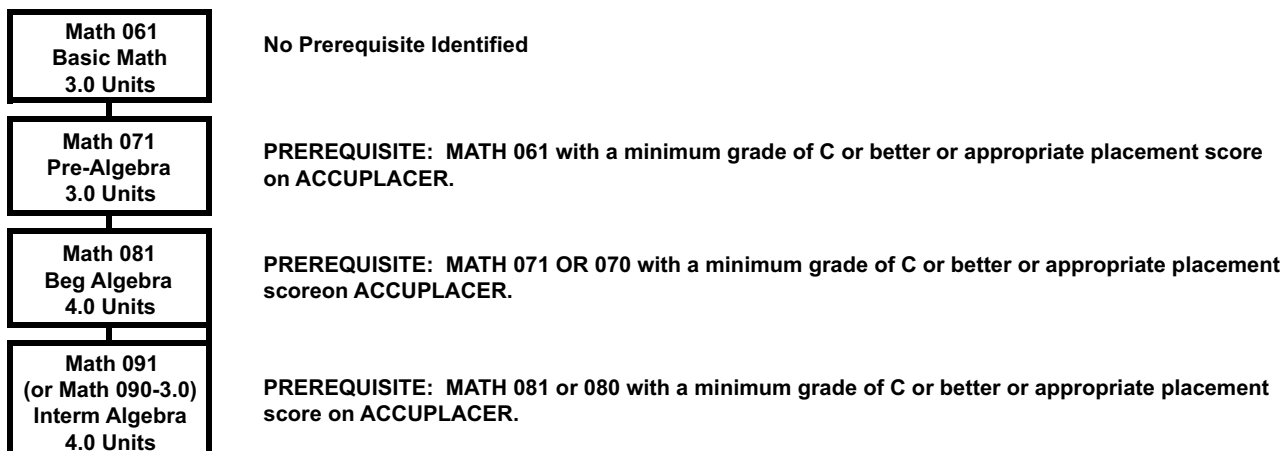 Math 061
Basic Math
3.0 Units
No Prerequisite Identified
Math 071
Pre-Algebra
3.0 Units
PREREQUISITE: MATH 061 with a minimum grade of C or better or appropriate placement score
on ACCUPLACER.
Math 081
Beg Algebra
4.0 Units
PREREQUISITE: MATH 071 OR 070 with a minimum grade of C or better or appropriate placement
scoreon ACCUPLACER.
Math 091
(or Math 090-3.0)
Interm Algebra
4.0 Units
PREREQUISITE: MATH 081 or 080 with a minimum grade of C or better or appropriate placement
score on ACCUPLACER.